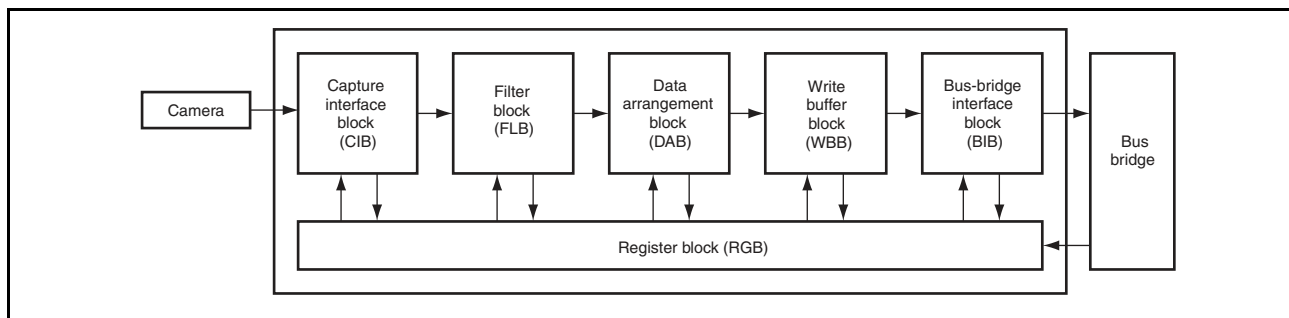 Camera
Capture
interface
block
(CIB)
Filter
block
(FLB)
Data
arrangement
block
(DAB)
Write
buffer
block
(WBB)
Bus-bridge
interface
block
(BIB)
Bus
bridge
Register block (RGB)